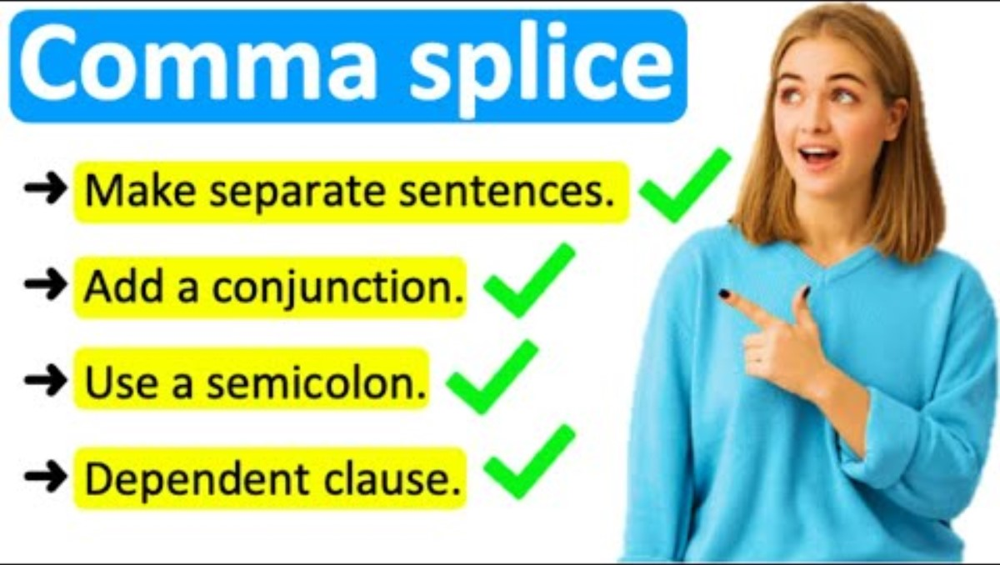 Comma splice
Make separate sentences.
Add a conjunction.
Use a semicolon.
Dependent clause.